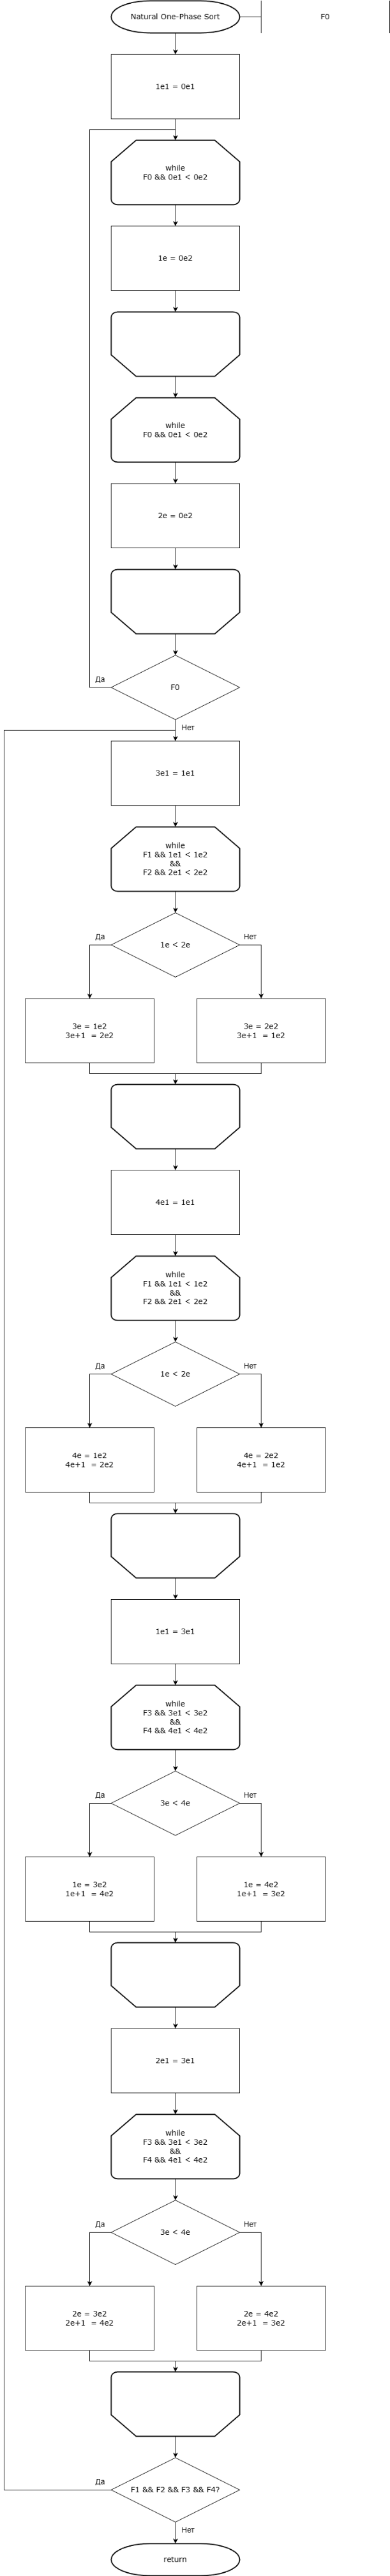 Natural One-Phase Sort
F0
1e1 = 0e1
while
F0 && 0e1 < 0e2
1e = 0e2
while
F0 && 0e1 < 0e2
2e = 0e2
F0
Да
Нет
3e1 = 1e1
while
F1 && 1e1 < 1e2
&&
F2 && 2e1 < 2e2
1e < 2e
Да
Нет
3e = 1e2
3e+1  = 2e2
3e = 2e2
3e+1  = 1e2
4e1 = 1e1
while
F1 && 1e1 < 1e2
&&
F2 && 2e1 < 2e2
1e < 2e
Да
Нет
4e = 1e2
4e+1  = 2e2
4e = 2e2
4e+1  = 1e2
1e1 = 3e1
while
F3 && 3e1 < 3e2
&&
F4 && 4e1 < 4e2
3e < 4e
Да
Нет
1e = 3e2
1e+1  = 4e2
1e = 4e2
1e+1  = 3e2
2e1 = 3e1
while
F3 && 3e1 < 3e2
&&
F4 && 4e1 < 4e2
3e < 4e
Да
Нет
2e = 3e2
2e+1  = 4e2
2e = 4e2
2e+1  = 3e2
F1 && F2 && F3 && F4?
Да
Нет
return